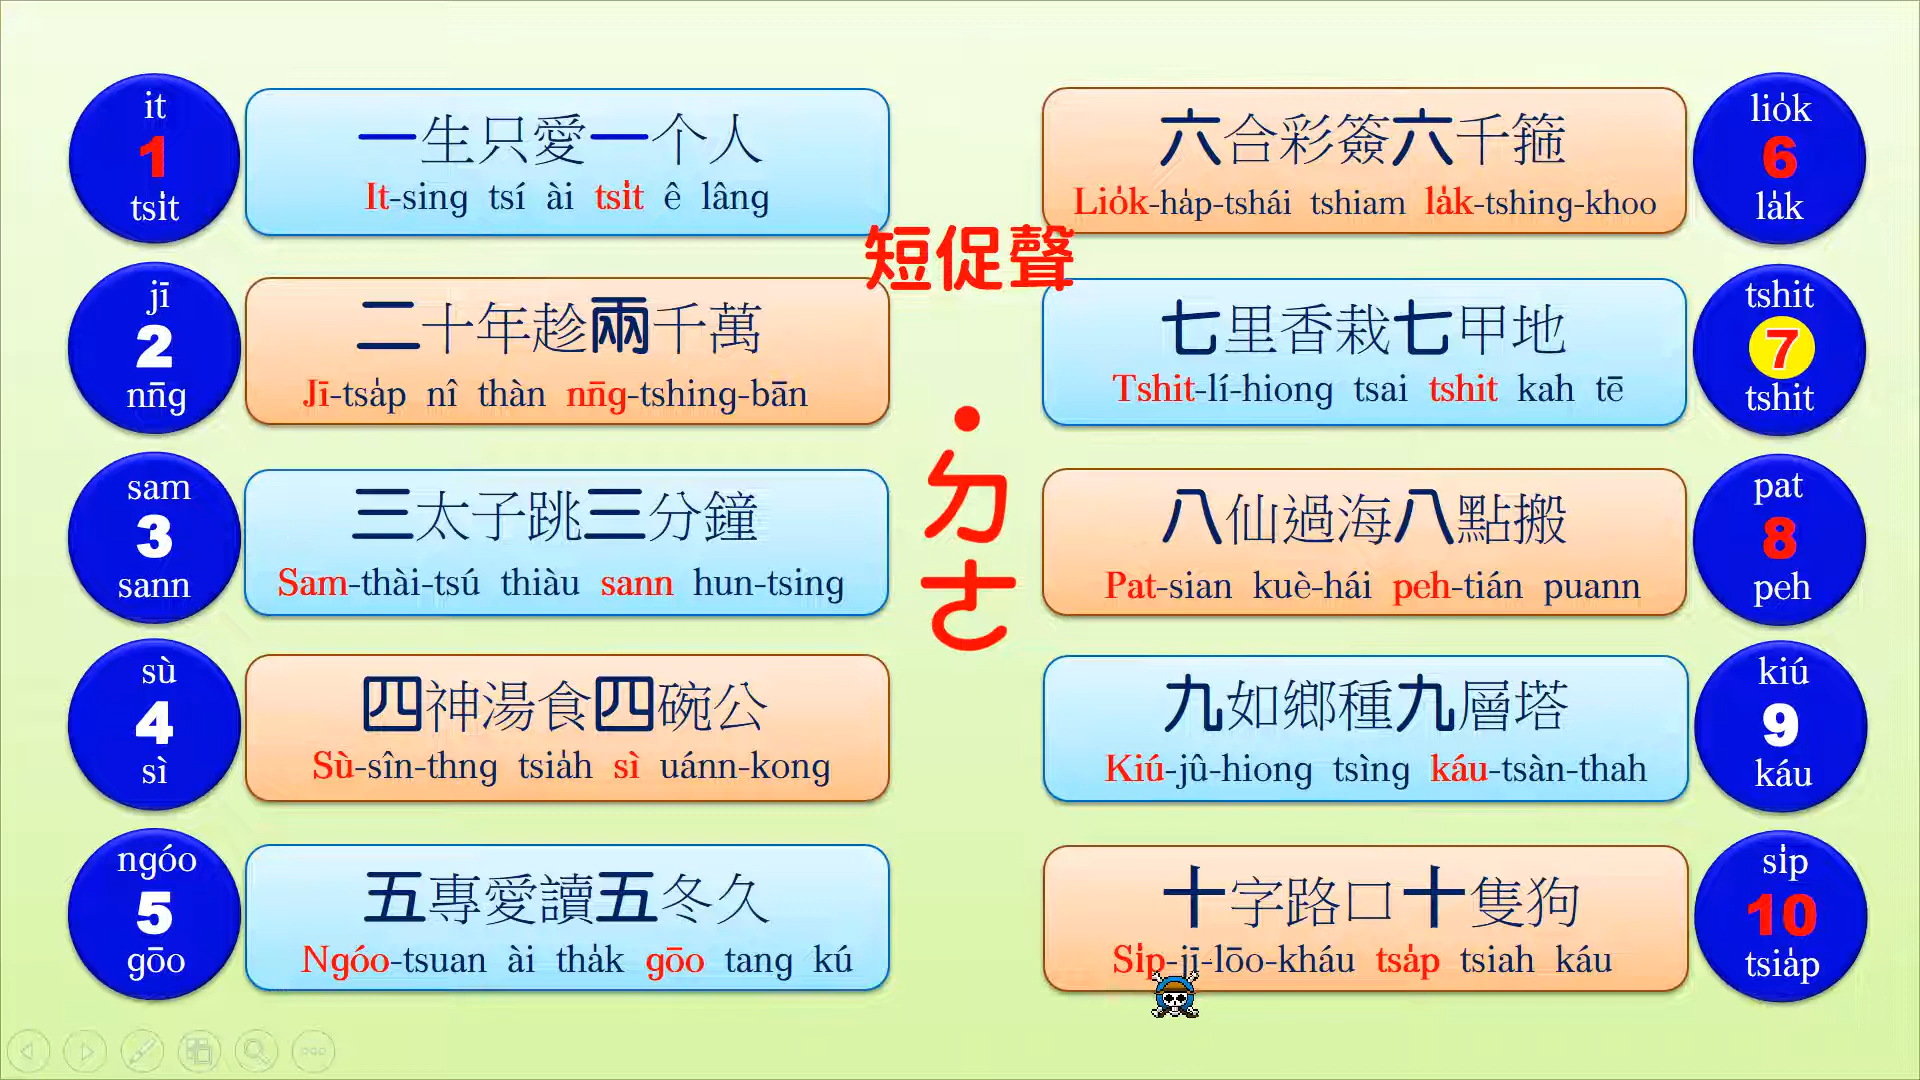 it
1
tsi̍t
一生只愛一个人
It-sing tsí ài tsi̍t ê lâng
jī
2
nn̄g
二十年趁兩千萬
Jī-tsa̍p nî thàn nn̄g-tshing-bān
sam
3
sann
三太子跳三分鐘
Sam-thài-tsú thiàu sann hun-tsing
sù
4
sì
四神湯食四碗公
Sù-sîn-thng tsia̍h sì uánn-kong
ngóo
5
gōo
五專愛讀五冬久
Ngóo-tsuan ài tha̍k gōo tang kú
短促聲
˙ㄉㄜ
六合彩簽六千箍
Lio̍k-ha̍p-tshái tshiam la̍k-tshing-khoo
lio̍k
6
la̍k
七里香栽七甲地
Tshit-lí-hiong tsai tshit kah tē
tshit
7
tshit
八仙過海八點搬
Pat-sian kuè-hái peh-tián puann
pat
8
peh
九如鄉種九層塔
Kiú-jû-hiong tsìng káu-tsàn-thah
kiú
9
káu
十字路口十隻狗
Si̍p-jī-lōo-kháu tsa̍p tsiah káu
si̍p
10
tsia̍p